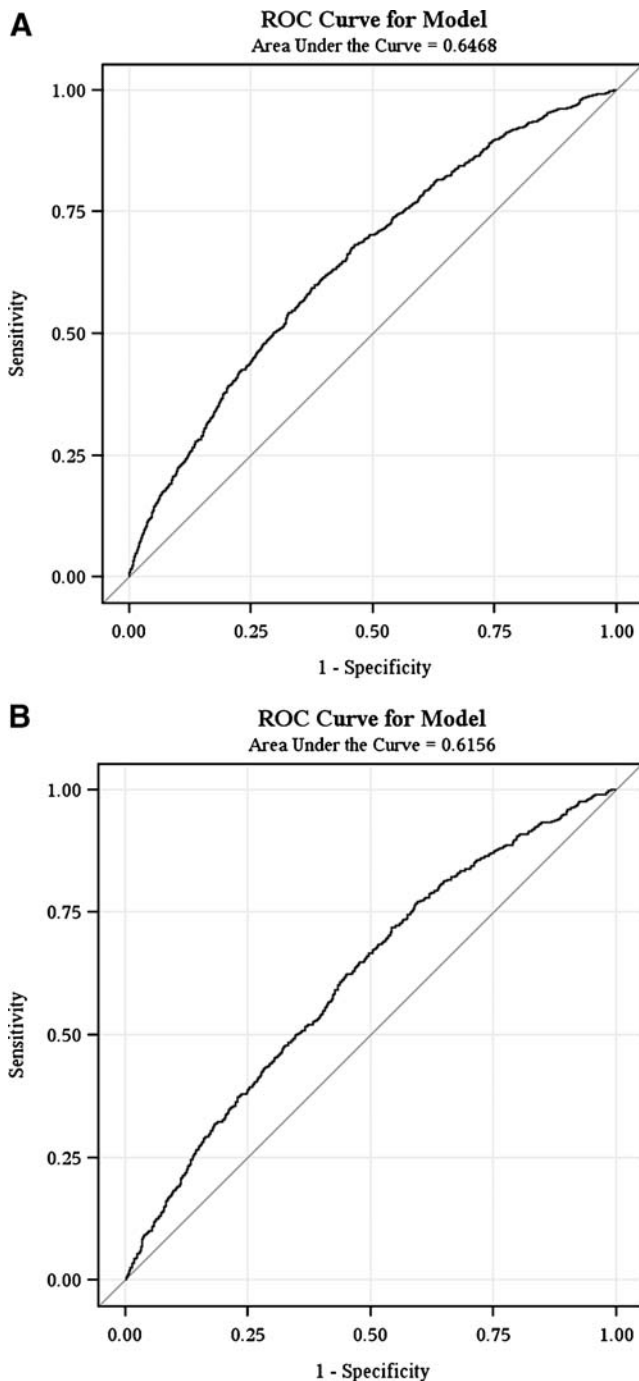 A
ROC Curve for Model
Area Under the Curve = 0.6468
1.00
0.75
0.50
0.25
0.00
Sensitivity
0.00 0.25 0.50 0.75 1.00
1 - Specificity
B
ROC Curve for Model
Area Under the Curve = 0.6156
1.00
0.75
0.50
0.25
0.00
Sensitivity
0.00 0.25 0.50 0.75 1.00
1 - Specificity